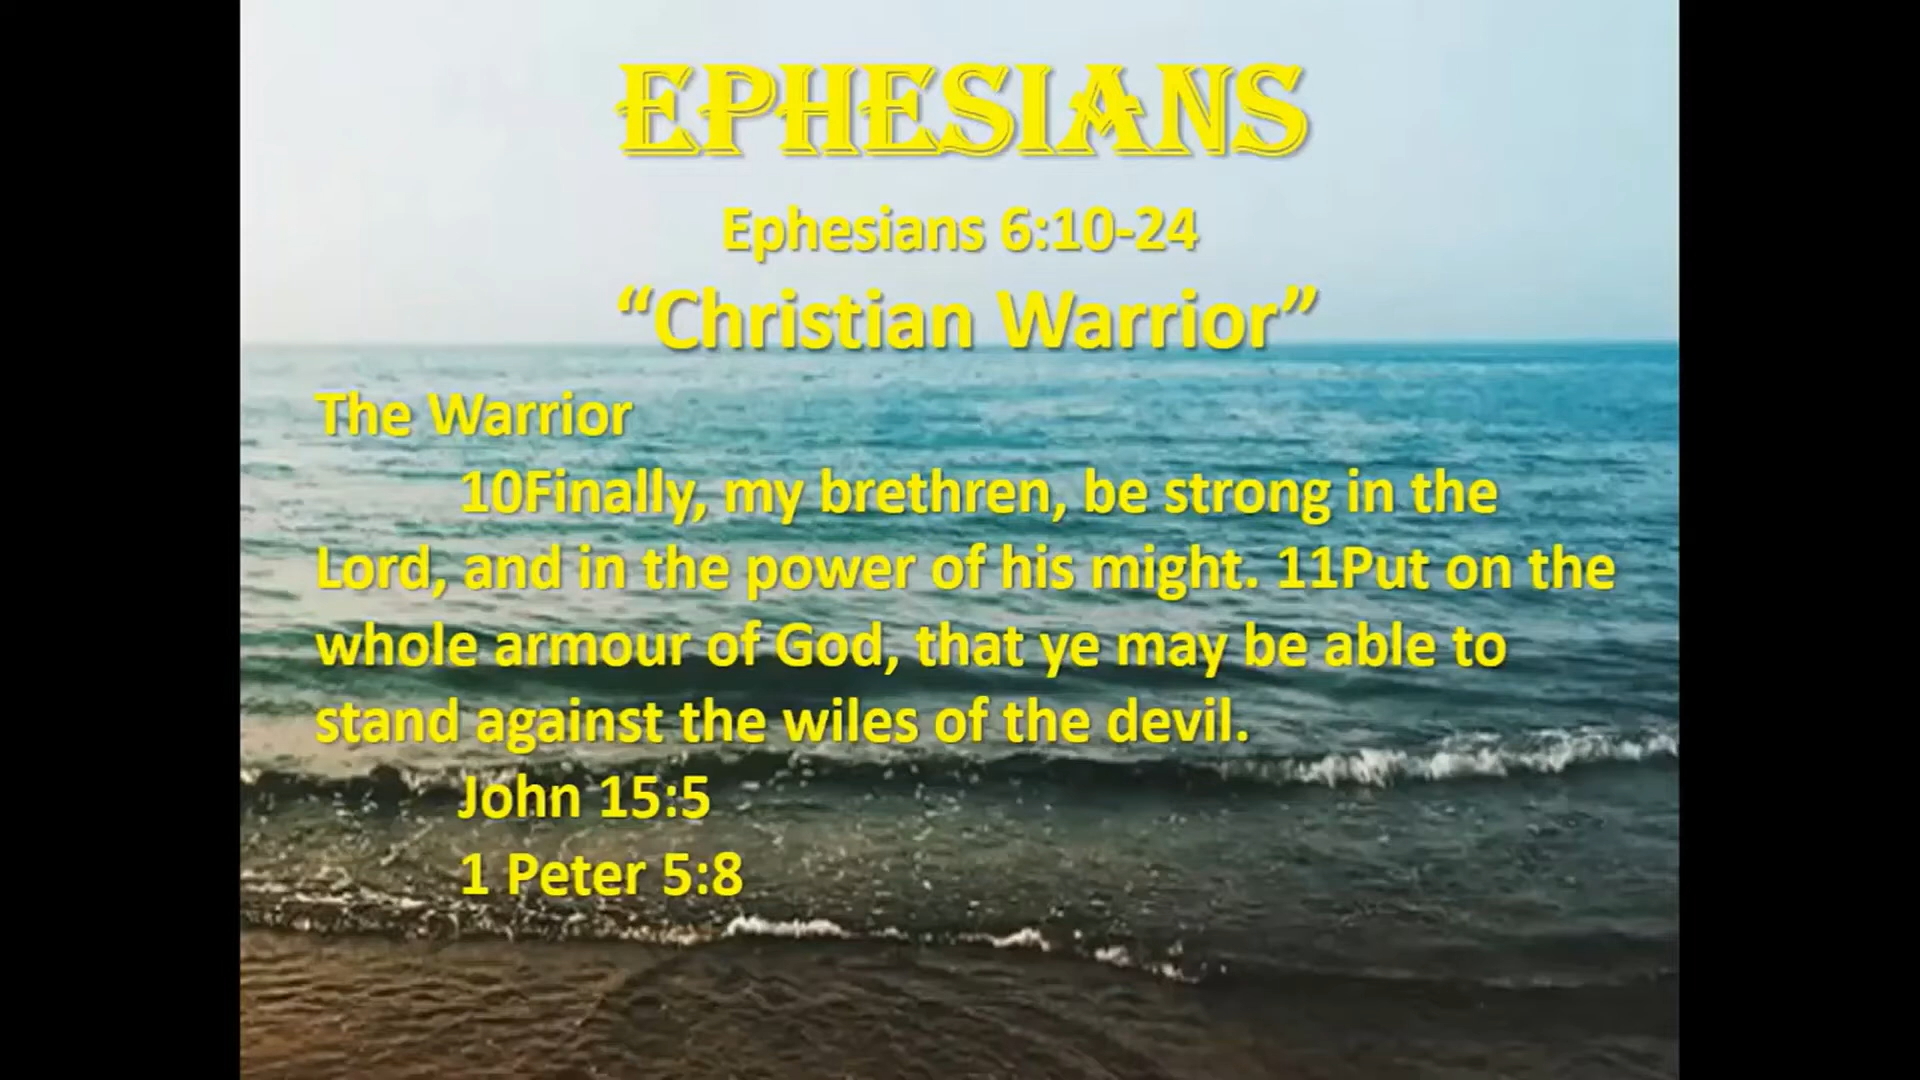 EPHESIANS
Ephesians 6:10-24
“Christian Warrior”
The Warrior
10Finally, my brethren, be strong in the
Lord, and in the power of his might. 11Put on the
whole armour of God, that ye may be able to
stand against the wiles of the devil.
John 15:5
1 Peter 5:8